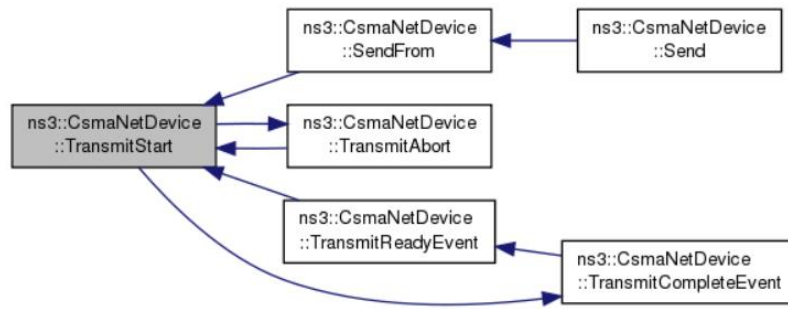 ns3::CsmaNetDevice
::SendFrom
ns3::CsmaNetDevice
::Send
ns3::CsmaNetDevice
::TransmitStart
ns3::CsmaNetDevice
::TransmitAbort
ns3::CsmaNetDevice
::TransmitReadyEvent
ns3::CsmaNetDevice
::TransmitCompleteEvent